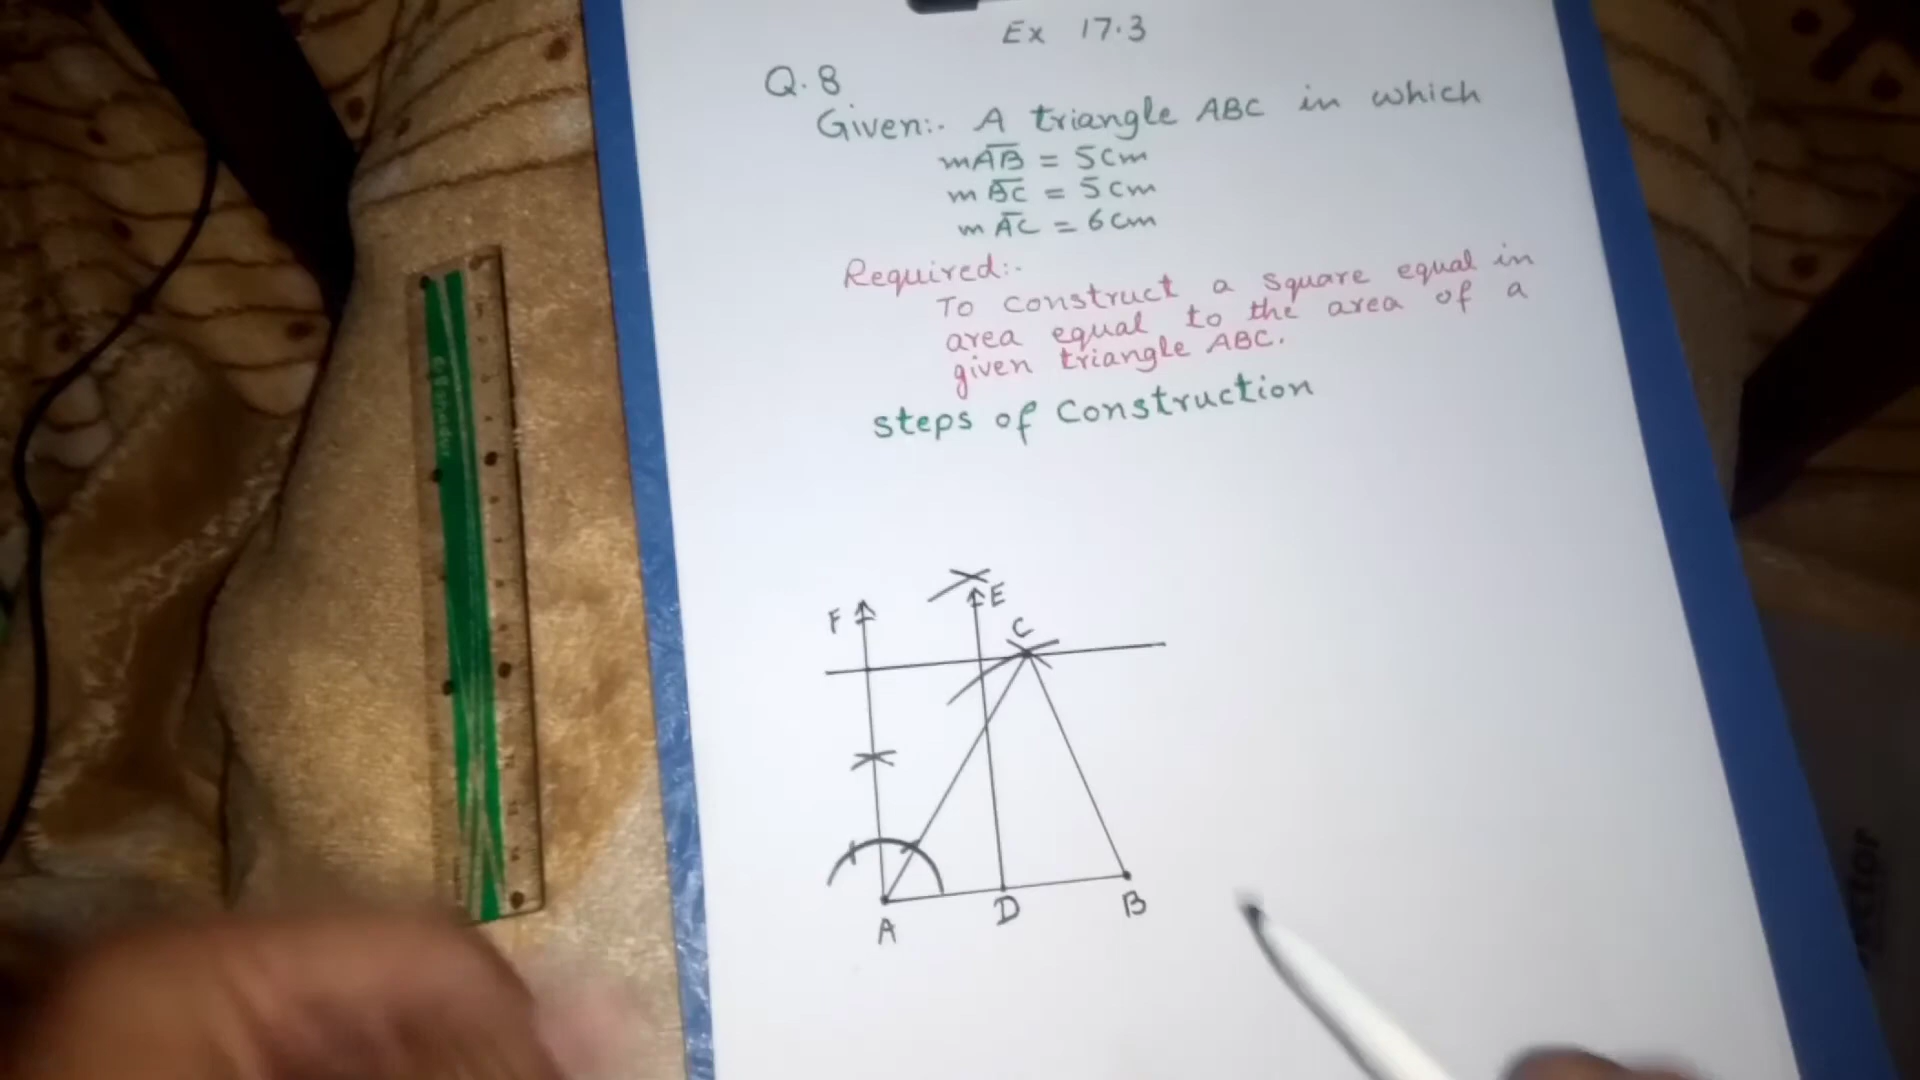 Ex 17.3
Q.8
Given:- A triangle ABC in which
mAB = 5cm
mBC = 5cm
mAC = 6cm
Required:-
To construct a square equal in
area equal to the area of a
given triangle ABC.
steps of construction
F
E
C
A
D
B